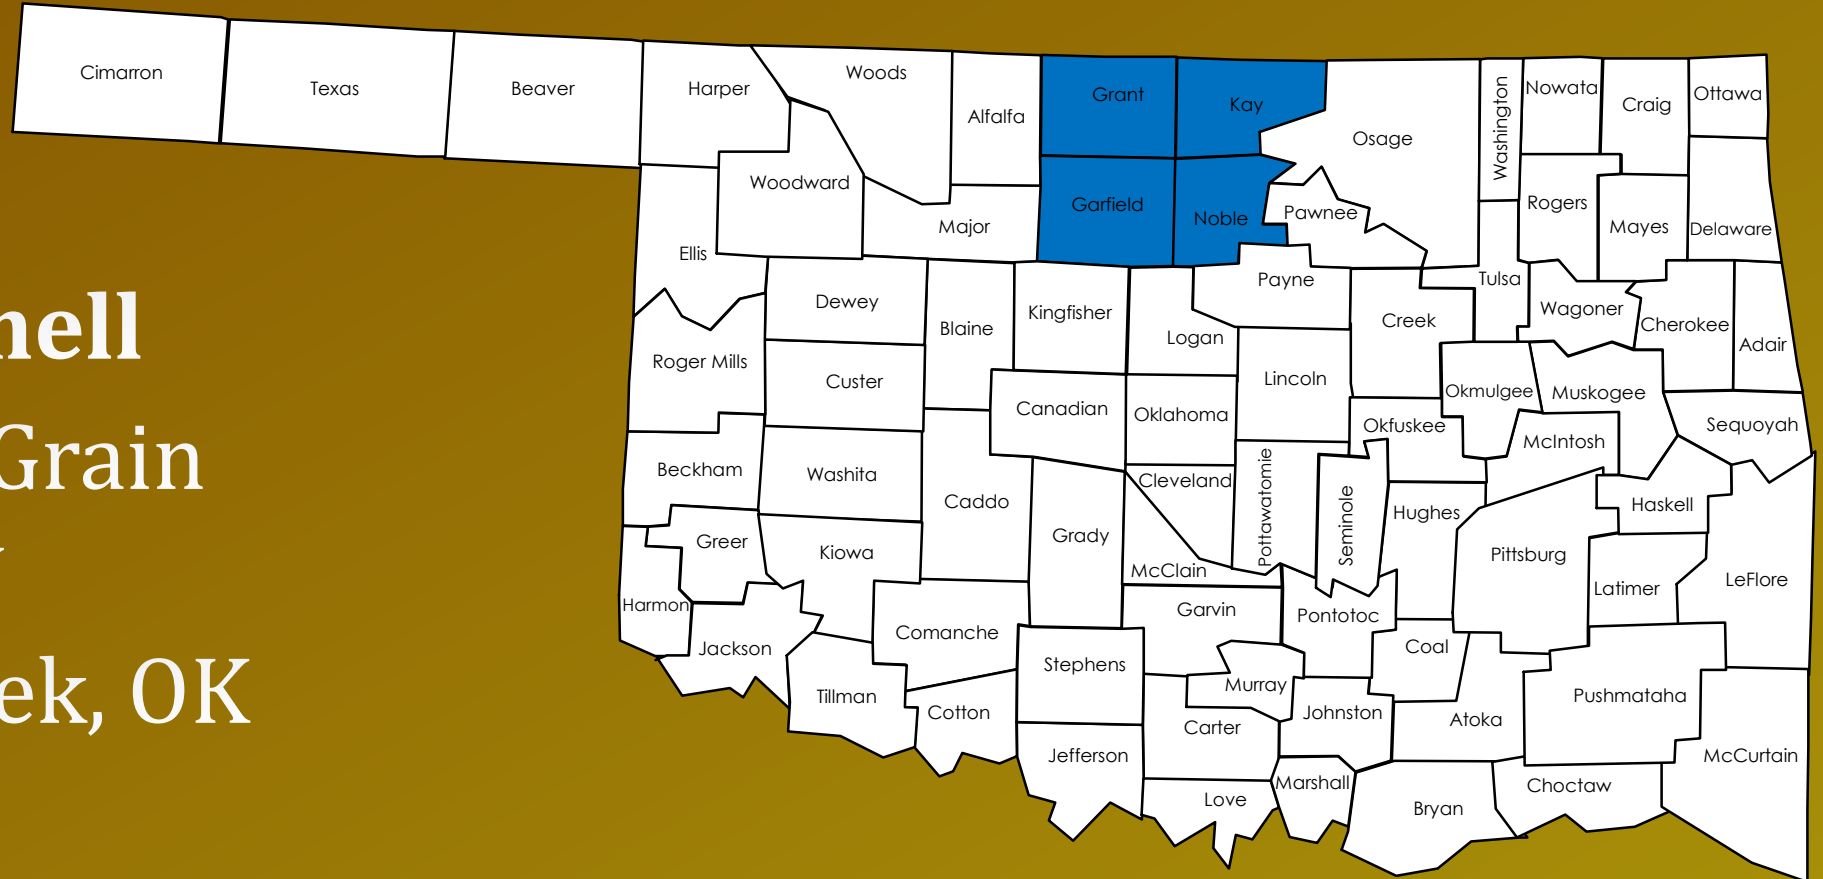 nell
Grain
ek, OK
Cimarron
Texas
Beaver
Harper
Woods
Alfalfa
Grant
Kay
Osage
Washington
Nowata
Craig
Ottawa
Woodward
Major
Garfield
Noble
Pawnee
Rogers
Mayes
Delaware
Ellis
Dewey
Blaine
Kingfisher
Logan
Payne
Creek
Tulsa
Wagoner
Cherokee
Adair
Roger Mills
Custer
Canadian
Oklahoma
Lincoln
Okmulgee
Muskogee
Okfuskee
McIntosh
Sequoyah
Beckham
Washita
Caddo
Cleveland
Pottawatomie
Seminole
Hughes
Haskell
Greer
Kiowa
Grady
McClain
Pittsburg
Latimer
LeFlore
Harmon
Jackson
Comanche
Garvin
Pontotoc
Coal
Stephens
Murray
Tillman
Cotton
Carter
Johnston
Atoka
Pushmataha
Jefferson
Love
Marshall
Bryan
Choctaw
McCurtain